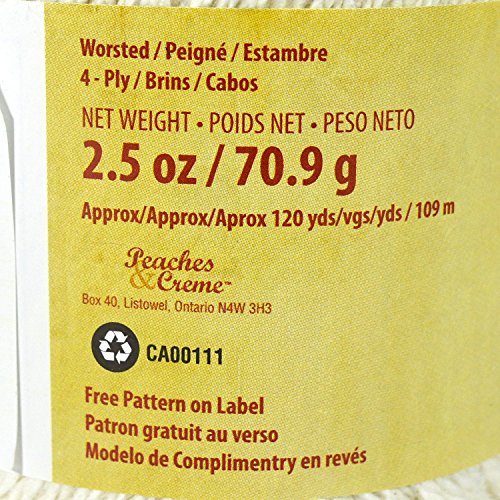 Worsted / Peigné / Estambre
4 - Ply / Brins / Cabos
NET WEIGHT • POIDS NET • PESO NETO
2.5 oz / 70.9 g
Approx/Approx/Aprox 120 yds/vgs/yds / 109 m
Peaches
& Creme™
Box 40, Listowel, Ontario N4W 3H3
CA00111
Free Pattern on Label
Patron gratuit au verso
Modelo de Complimentry en revés